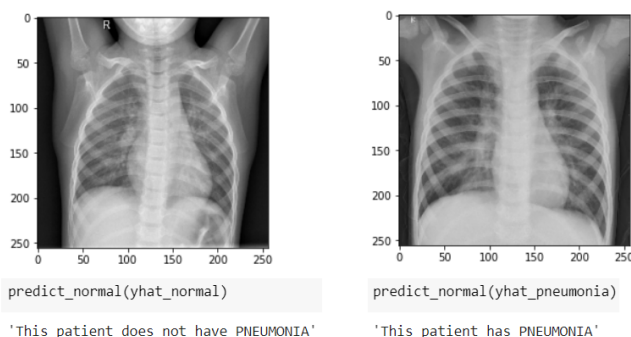 R
0
50
100
150
200
250
0 50 100 150 200 250
predict_normal(yhat_normal)
'This patient does not have PNEUMONIA'
0
50
100
150
200
250
0 50 100 150 200 250
predict_normal(yhat_pneumonia)
'This patient has PNEUMONIA'